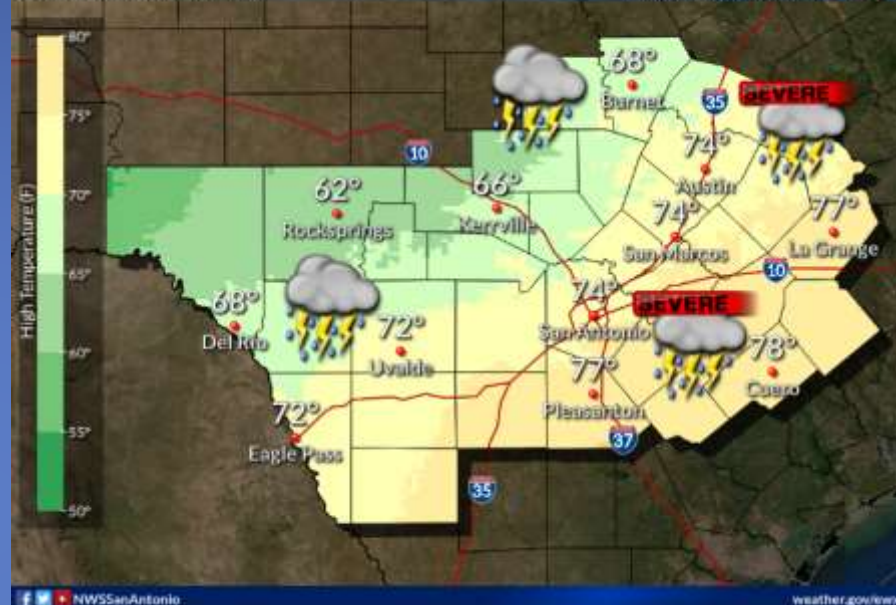 80°
75°
70°
65°
60°
55°
50°
High Temperature (F)
68°
Burnet
35
SEVERE
10
74°
Austin
62°
Rocksprings
66°
Kerrville
74°
San Marcos
77°
La Grange
10
68°
Del Rio
72°
Uvalde
74°
San Antonio
SEVERE
78°
Cuero
77°
Pleasanton
72°
Eagle Pass
37
35
NWSSanAntonio
weather.gov/ewx